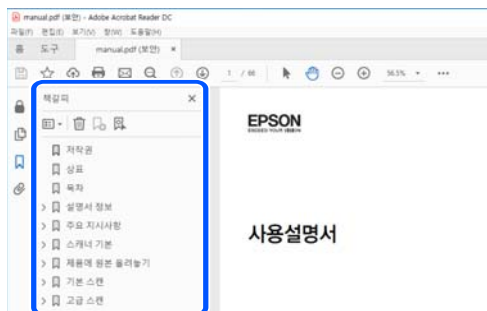 manual.pdf (보안) - Adobe Acrobat Reader DC
파일(F) 편집(E) 보기(V) 창(W) 도움말(H)
홈 도구 manual.pdf (보안) ×
1 / 68 56.5%
책갈피 ×
저작권
상표
목차
설명서 정보
주요 지시사항
스캐너 기본
제품에 원본 올려놓기
기본 스캔
고급 스캔
EPSON
EXCEED YOUR VISION
사용설명서